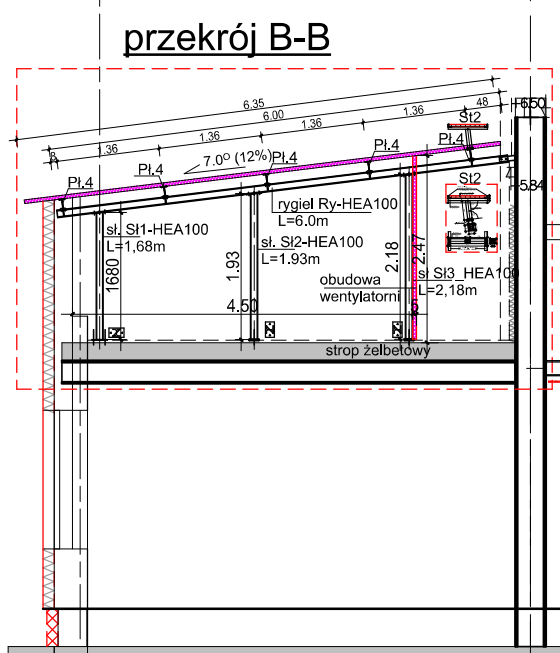 przekrój B-B
6.35
6.50
6.00
1.36
48
St2
1.36
1.36
1.36
8
Pł.4
7.0º (12%)
Pł.4
Pł.4
Pł.4
Pł.4
St2
5.84
rygiel Ry-HEA100
L=6.0m
sł. Sł1-HEA100
L=1,68m
sł. Sł2-HEA100
L=1.93m
1680
1.93
2.18
2.47
obudowa
wentylatorni
sł Sł3_HEA100
L=2,18m
4.50
strop żelbetowy